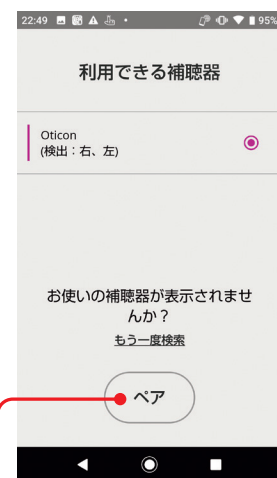 22:49
95%
利用できる補聴器
Oticon
(検出：右、左)
お使いの補聴器が表示されませ
んか？
もう一度検索
ペア